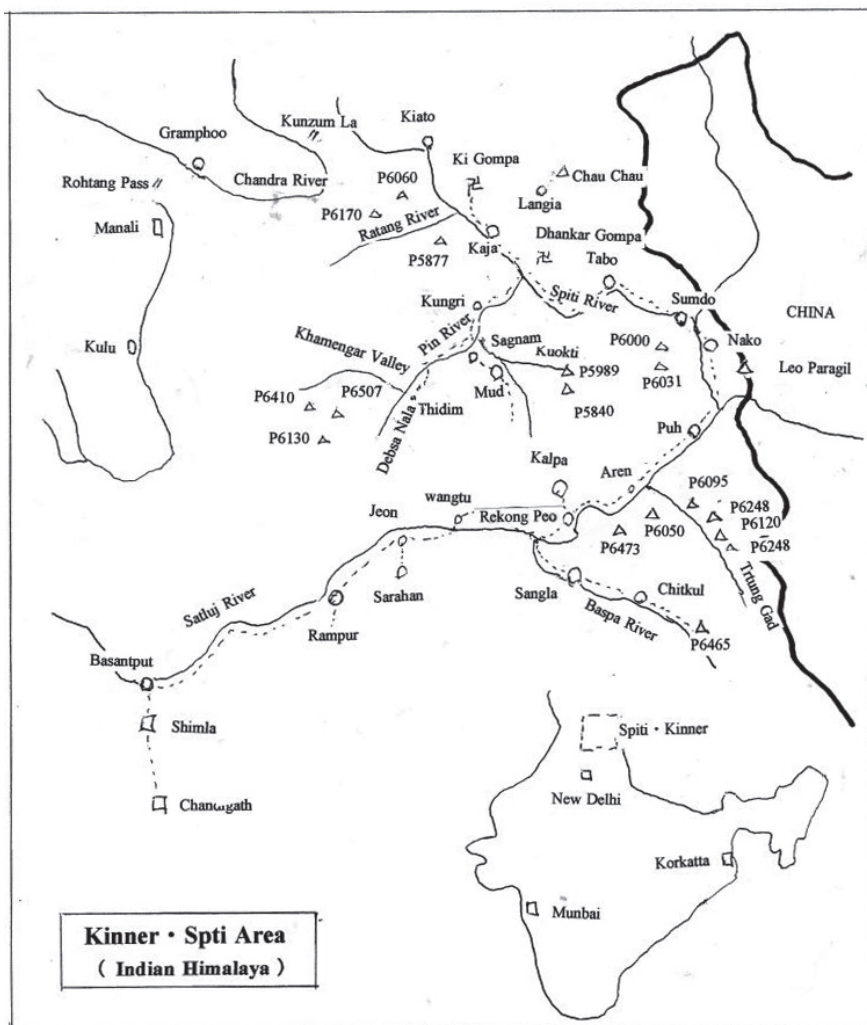 Kunzum La
Kiato
Gramphoo
Ki Gompa
Chau Chau
Rohtang Pass
Chandra River
P6060
Langia
P6170
Manali
Ratang River
Kaja
Dhankar Gompa
P5877
Tabo
Spiti River
Kungri
Sumdo
CHINA
Pin River
Khamengar Valley
Sagnam
P6000
Nako
Kulu
Kuokti
Leo Paragil
P5989
P6031
P6410
P6507
Mud
Thidim
P5840
P6130
Debsa Nala
Puh
Kalpa
Aren
P6095
wangtu
P6248
Jeon
Rekong Peo
P6120
P6050
P6248
P6473
Trtung Gad
Sarahan
Sangla
Chitkul
Satluj River
Rampur
Baspa River
P6465
Basantput
Shimla
Spiti・Kinner
New Delhi
Korkatta
Munbai
Kinner・Spti Area
( Indian Himalaya )